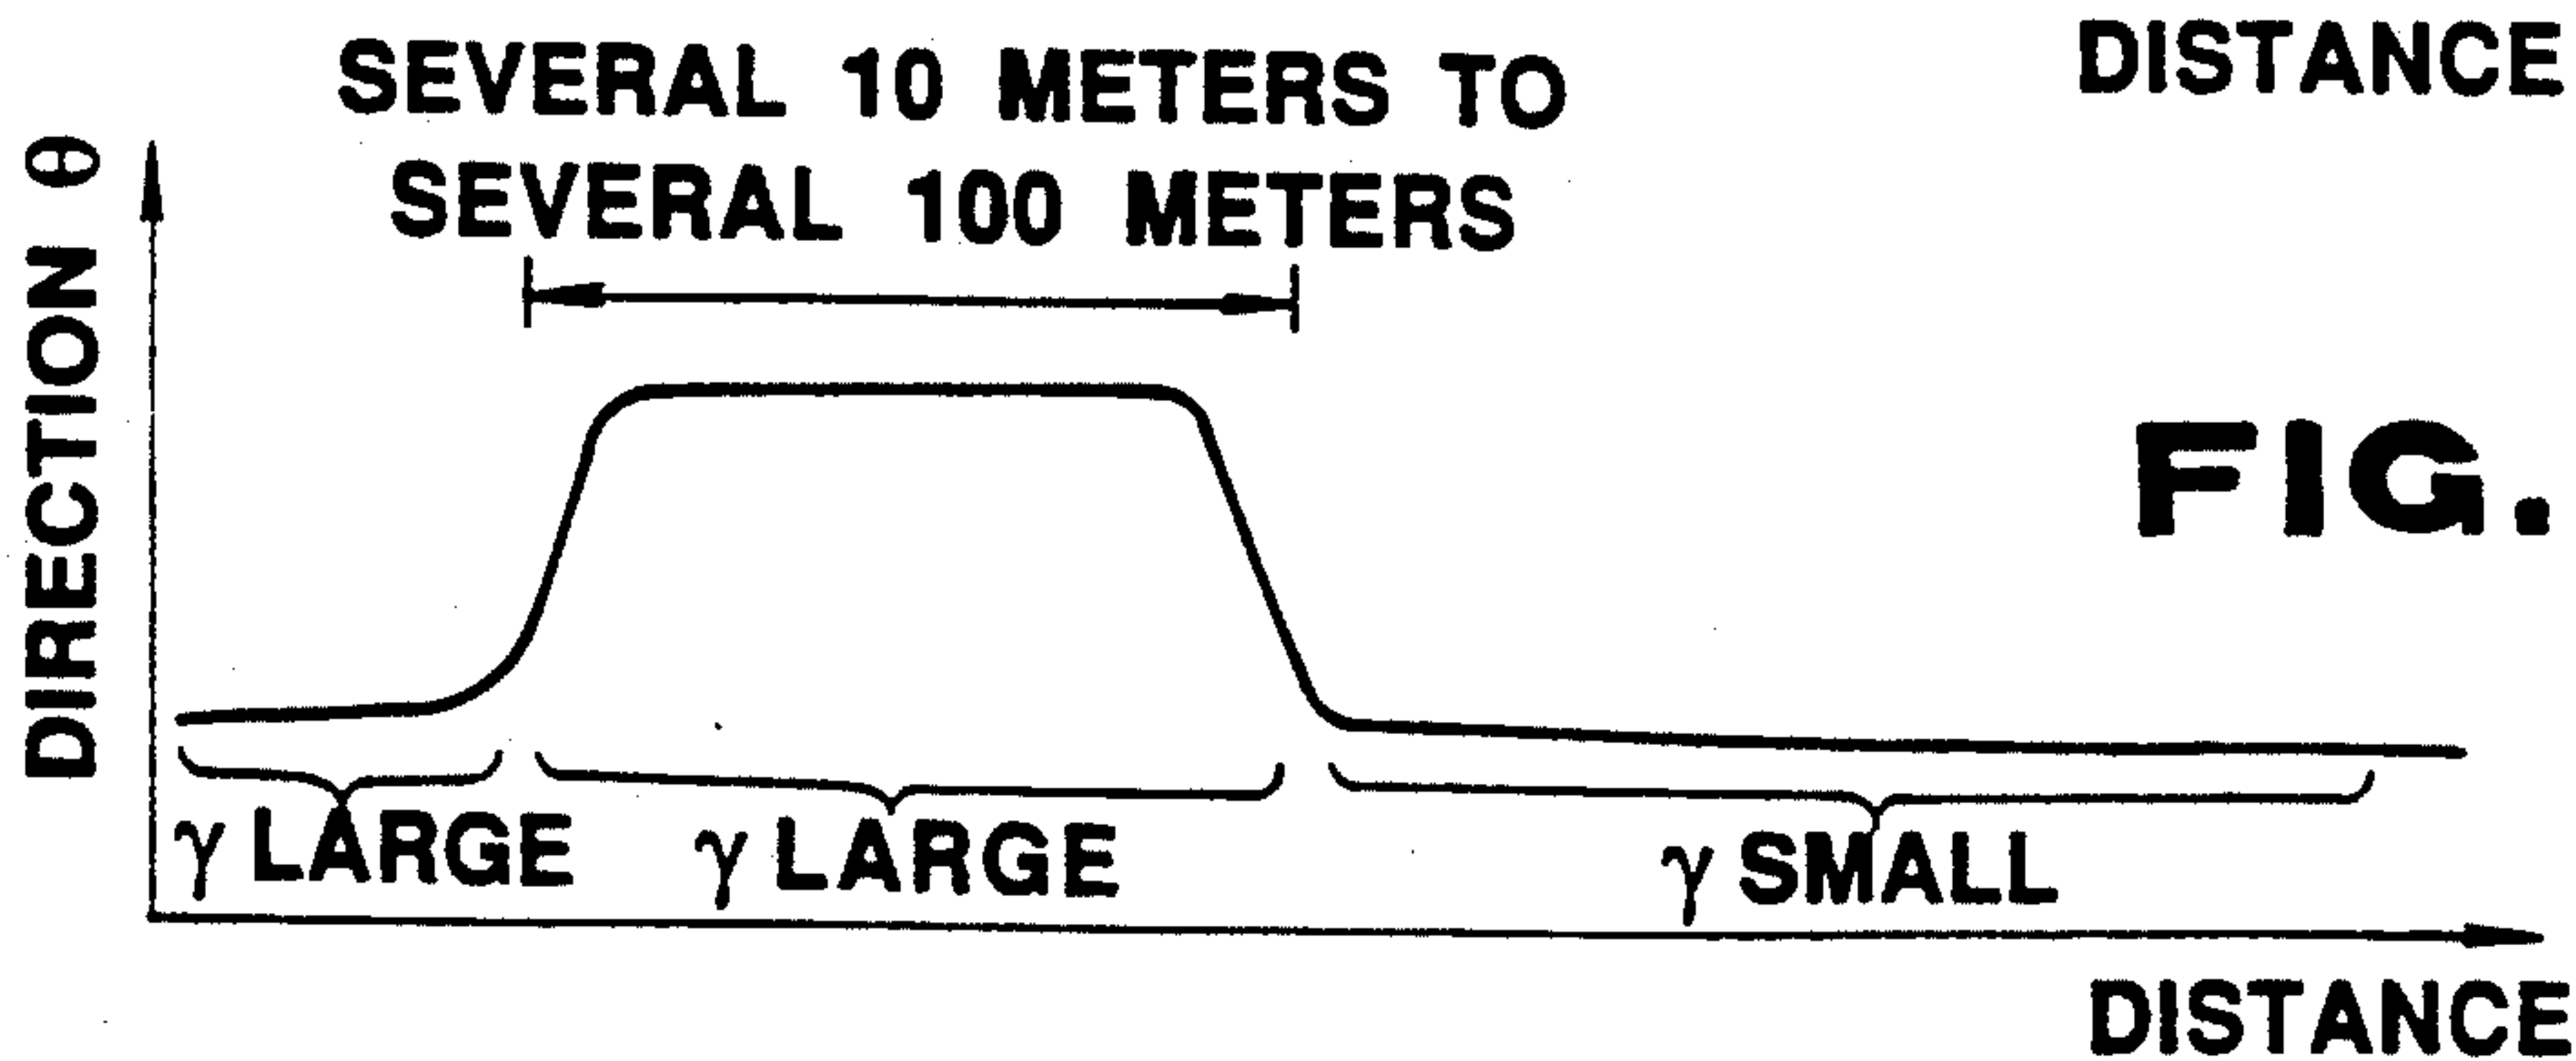 DISTANCE
SEVERAL 10 METERS TO
SEVERAL 100 METERS
DIRECTION θ
FIG.
γ LARGE
γ LARGE
γ SMALL
DISTANCE